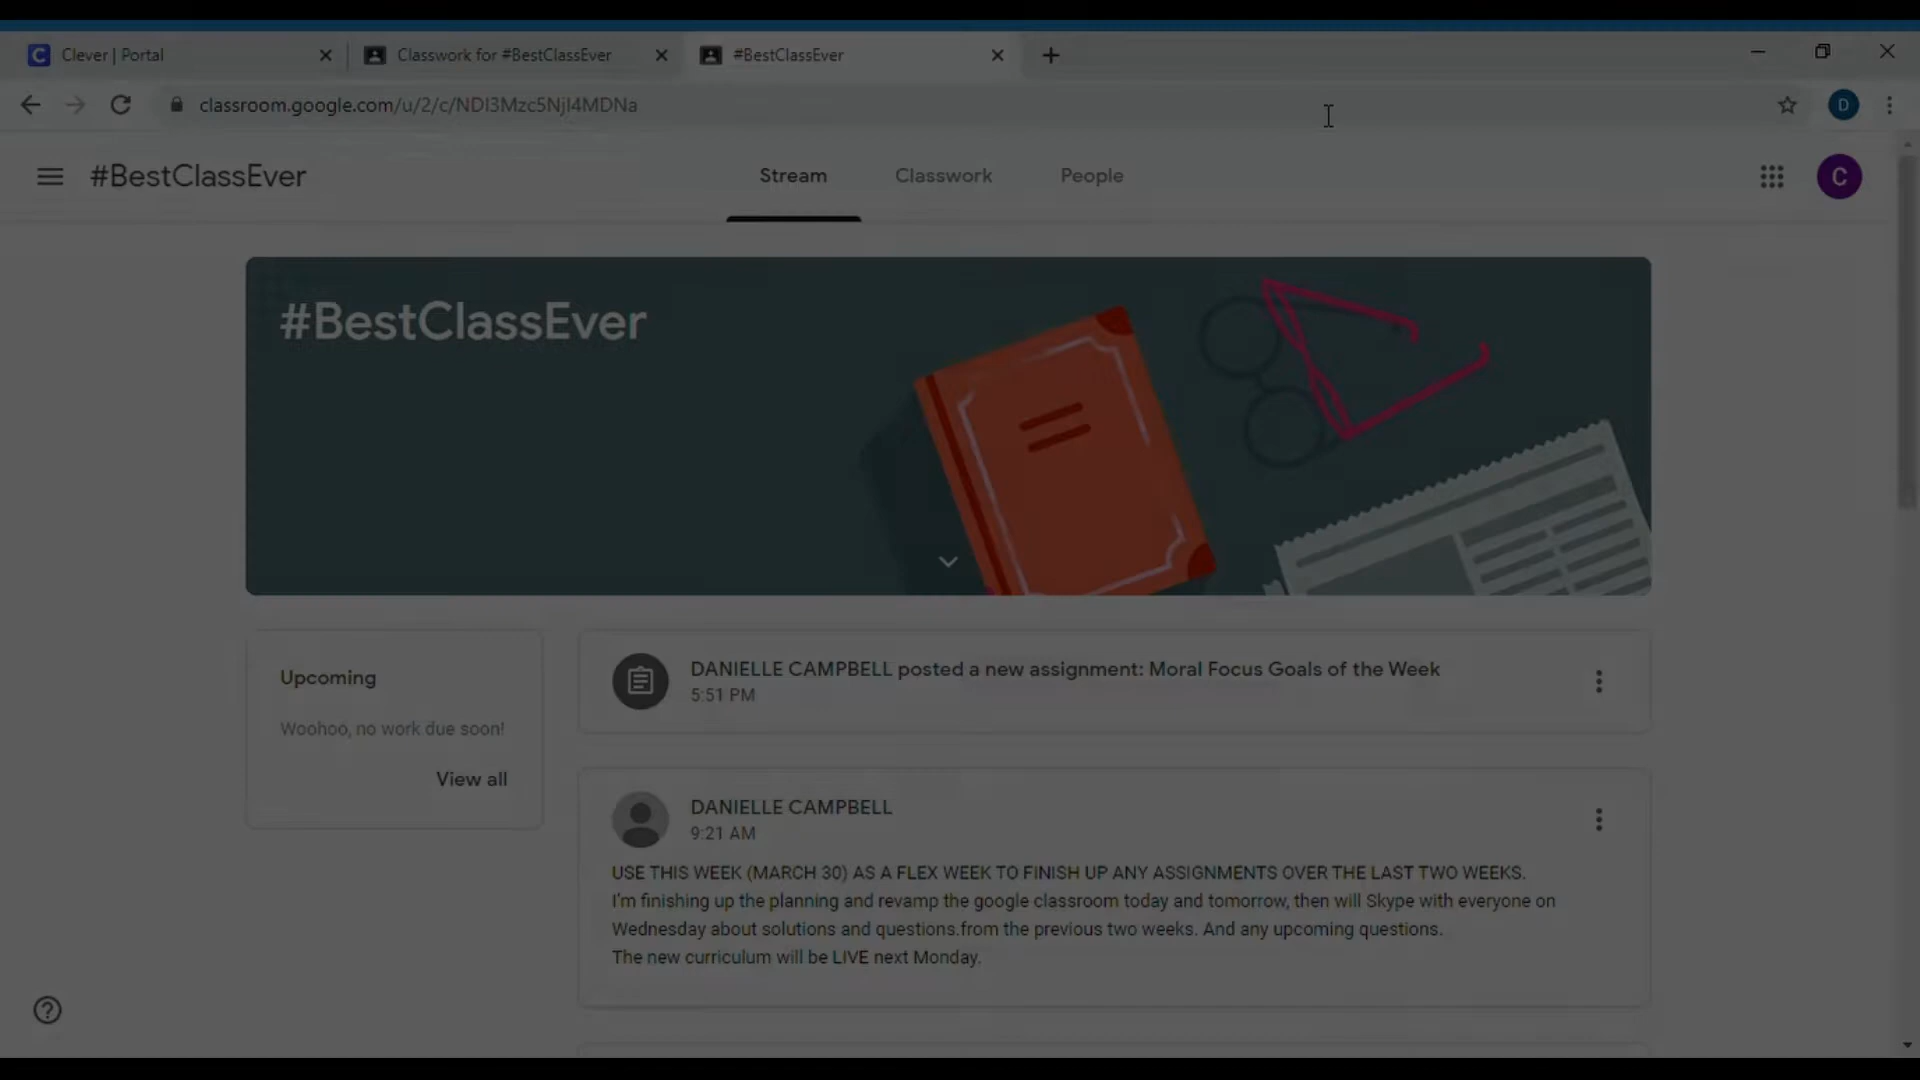 Clever | Portal
Classwork for #BestClassEver
#BestClassEver
classroom.google.com/u/2/c/NDI3Mzc5NjI4MDNa
D
#BestClassEver
Stream
Classwork
People
C
#BestClassEver
Upcoming
Woohoo, no work due soon!
View all
DANIELLE CAMPBELL posted a new assignment: Moral Focus Goals of the Week
5:51 PM
DANIELLE CAMPBELL
9:21 AM
USE THIS WEEK (MARCH 30) AS A FLEX WEEK TO FINISH UP ANY ASSIGNMENTS OVER THE LAST TWO WEEKS.
I'm finishing up the planning and revamp the google classroom today and tomorrow, then will Skype with everyone on
Wednesday about solutions and questions.from the previous two weeks. And any upcoming questions.
The new curriculum will be LIVE next Monday.